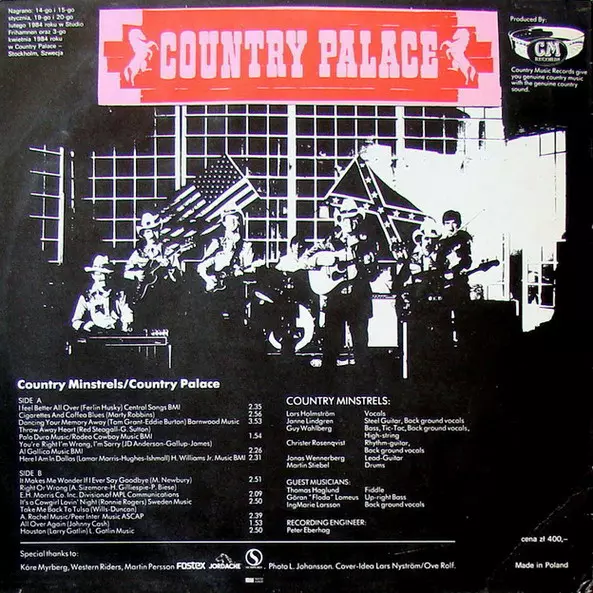 Nagrano: 14-go i 15-go
stycznia, 19-go i 20-go
lutego 1984 roku w Studio
Frihamnen oraz 3-go
kwietnia 1984 roku
w Country Palace –
Stockholm, Szwecja
COUNTRY PALACE
Produced By:
CM
RECORDS
Country Music Records give
you genuine country music
with the genuine country
sound.
Country Minstrels/Country Palace
SIDE A
I feel Better All Over (Ferlin Husky) Central Songs BMI 2.35
Cigarettes And Coffea Blues (Marty Robbins) 2.56
Dancing Your Memory Away (Tom Grant-Eddie Burton) Barnwood Music 3.53
Throw Away Heart (Red Steagall-G. Sutton)
Palo Duro Music/Rodeo Cowboy Music BMI 1.54
You're Right I'm Wrong, I'm Sorry (JD Anderson-Gallup-James)
Al Gallico Music BMI 2.26
Here I Am In Dallas (Lamar Morris-Hughes-Ishmall) H. Williams Jr. Music BMI 2.31
SIDE B
It Makes Me Wonder If I Ever Say Goodbye (M. Newbury) 2.51
Right Or Wrong (A. Sizemore-H. Gillespie-P. Biese)
E.H. Morris Co. Inc. Division of MPL Communications 2.09
It's a Cowgirl Lovin' Night (Ronnie Rogers) Sweden Music 2.50
Take Me Back To Tulsa (Wills-Duncan)
A. Rachel Music/Peer Inter Music ASCAP 2.39
All Over Again (Johnny Cash) 1.53
Houston (Larry Gatlin) L. Gatlin Music 2.50
COUNTRY MINSTRELS:
Lars Holmström Vocals
Janne Lindgren Steel Guitar, Back ground vocals
Guy Wahlberg Bass, Tic-Toc, Back ground vocals,
High-string
Christer Rosenqvist Rhythm-guitar,
Back ground vocals
Jonas Wennerberg Lead-Guitar
Martin Stiebel Drums
GUEST MUSICIANS:
Thomas Haglund Fiddle
Göran "Floda" Lameus Up-right Bass
IngMarie Larsson Back ground vocals
RECORDING ENGINEER:
Peter Eberhag
cena zł 400,-
Special thanks to:
Kôre Myrberg, Western Riders, Martin Persson FOSTEX JORDACHE S Photo L. Johansson. Cover-Idea Lars Nyström/Ove Rolf.
Made in Poland